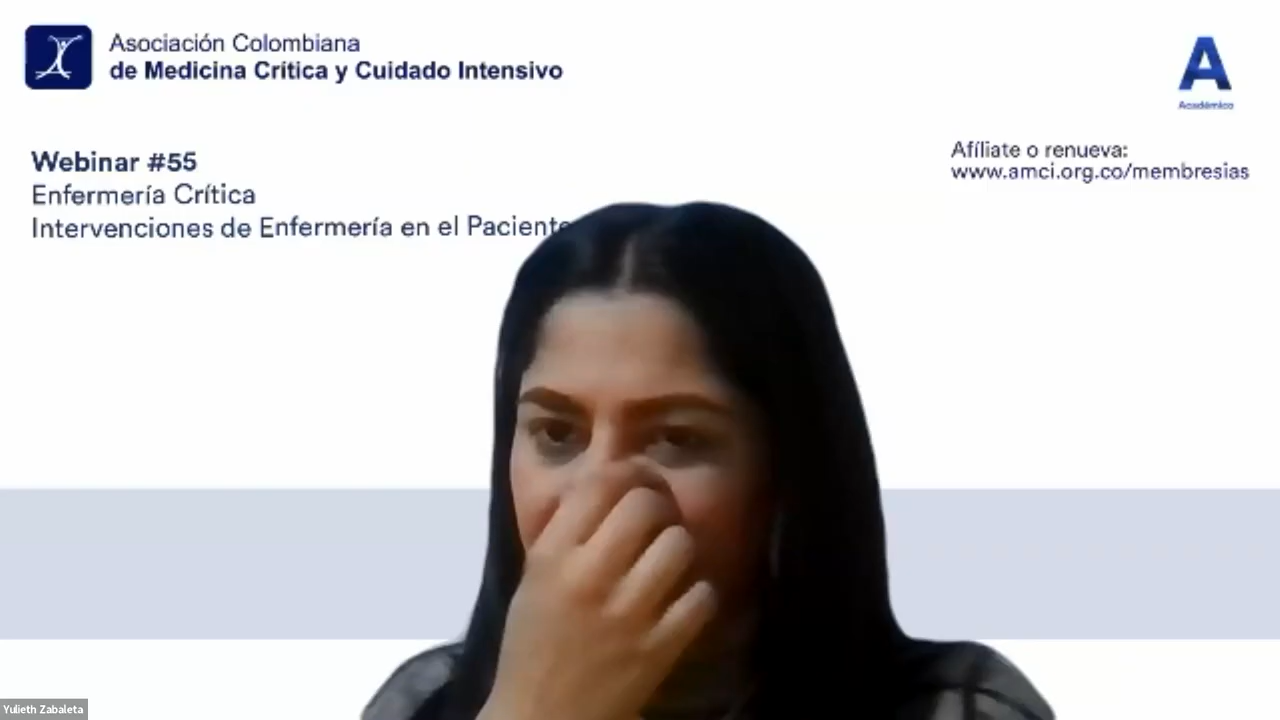 Asociación Colombiana
de Medicina Crítica y Cuidado Intensivo
A
Académico
Webinar #55
Enfermería Crítica
Intervenciones de Enfermería en el Paciente
Afíliate o renueva:
www.amci.org.co/membresias
Yulieth Zabaleta